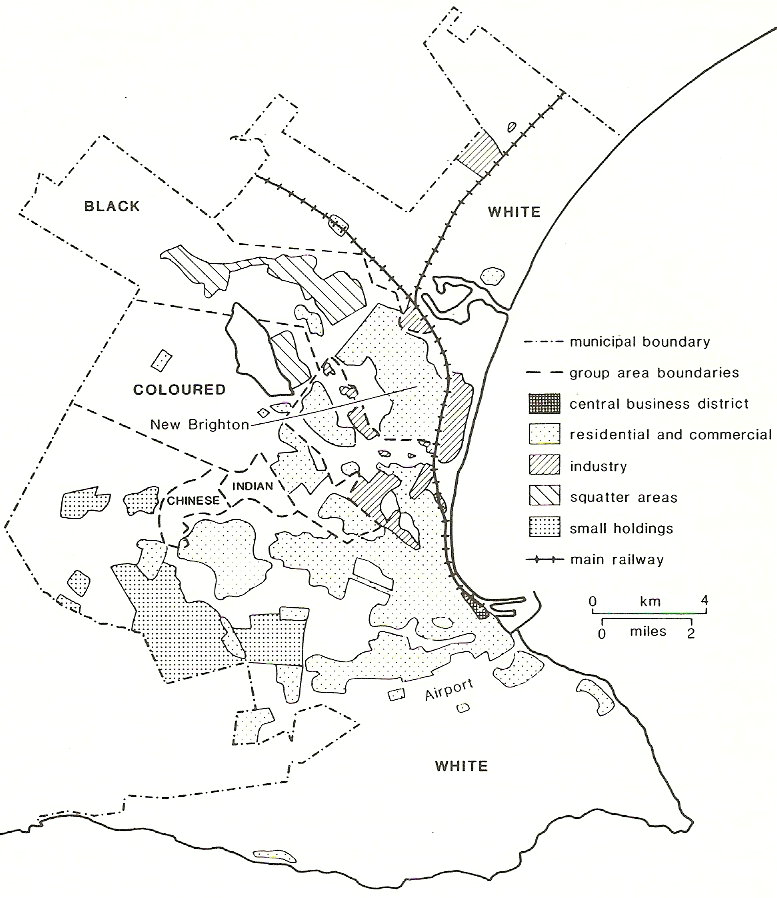 BLACK
WHITE
COLOURED
New Brighton
CHINESE
INDIAN
Airport
WHITE
municipal boundary
group area boundaries
central business district
residential and commercial
industry
squatter areas
small holdings
main railway
0 km 4
0 miles 2